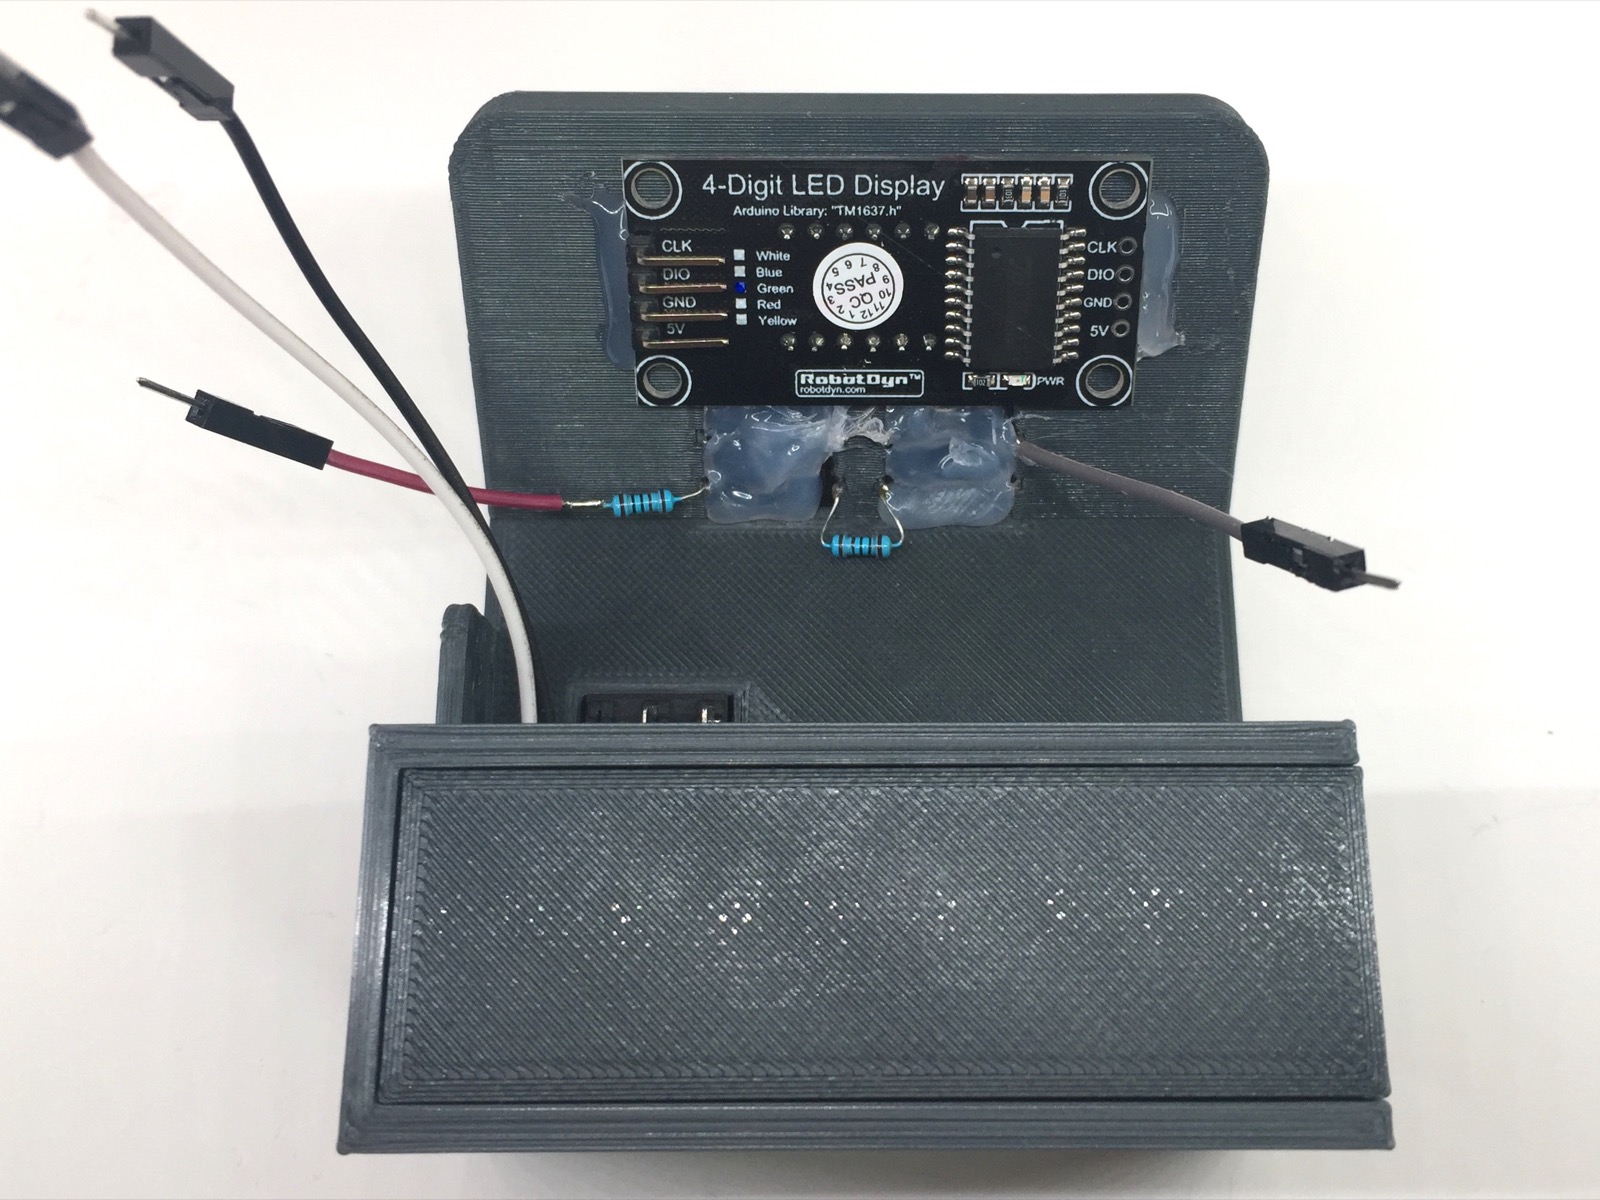 4-Digit LED Display
Arduino Library: "TM1637.h"
CLK
DIO
GND
5V
White
Blue
Green
Red
Yellow
QC
PASS
1 2 3 4 5 6 7 8 9 10 11 12
CLK
DIO
GND
5V
RobotDyn™
robotdyn.com
102
PWR